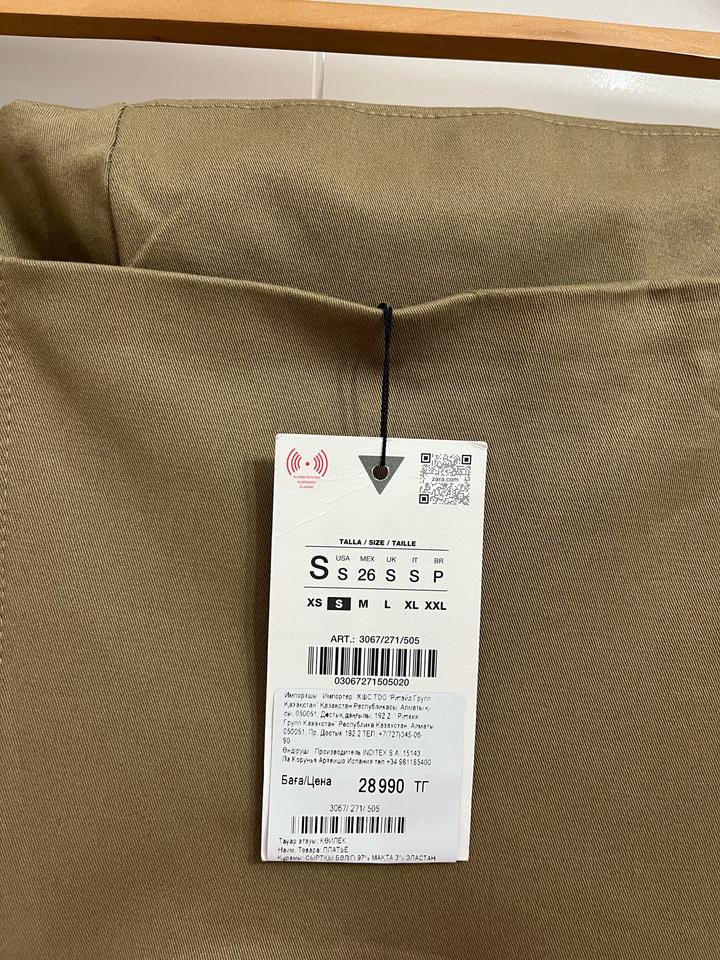 ALARM SYSTEM
ALARMADO
ALARME
zara.com
TALLA / SIZE / TAILLE
S USA S MEX 26 UK S IT S BR P
XS S M L XL XXL
ART.: 3067/271/505
03067271505020
Импортшы Импортер: ЖШС ТОО "Ритэйл Групп
Қазақстан" Қазақстан Республикасы, Алматы қ-
сы, 050051, Достық даңғылы, 192 2 "Ритэйл
Групп Казахстан" Республика Казахстан, Алматы
050051, Пр. Достык 192 2 ТЕЛ. +7(727)345-06-
90
Өндіруші Производитель INDITEX S.A. 15143
Ла Корунья Артеишо Испания тел +34 981185400
Баға/Цена 28990 ТГ
3067/ 271/ 505
Тауар атауы: КӨЙЛЕК
Наим. Товара: ПЛАТЬЕ
Құрамы: СЫРТҚЫ БӨЛІГІ 97% МАҚТА 3% ЭЛАСТАН